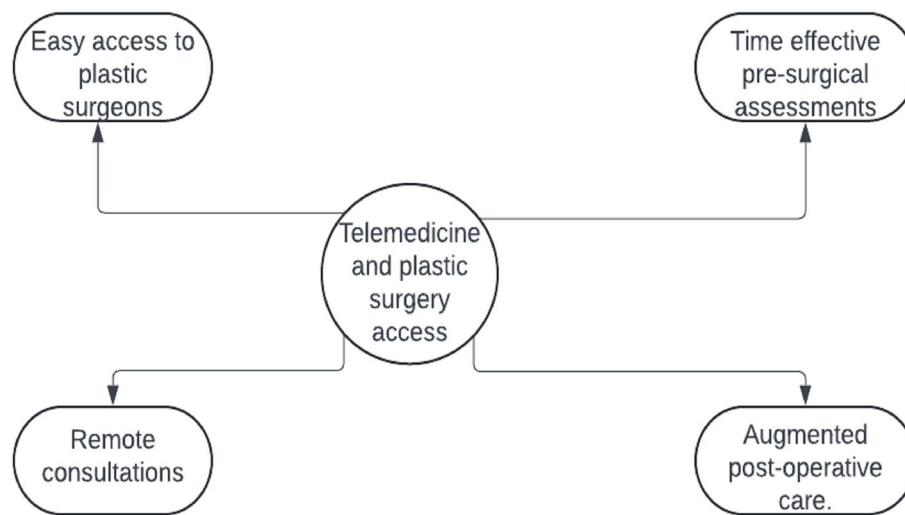 Easy access to
plastic
surgeons
Time effective
pre-surgical
assessments
Telemedicine
and plastic
surgery
access
Remote
consultations
Augmented
post-operative
care.